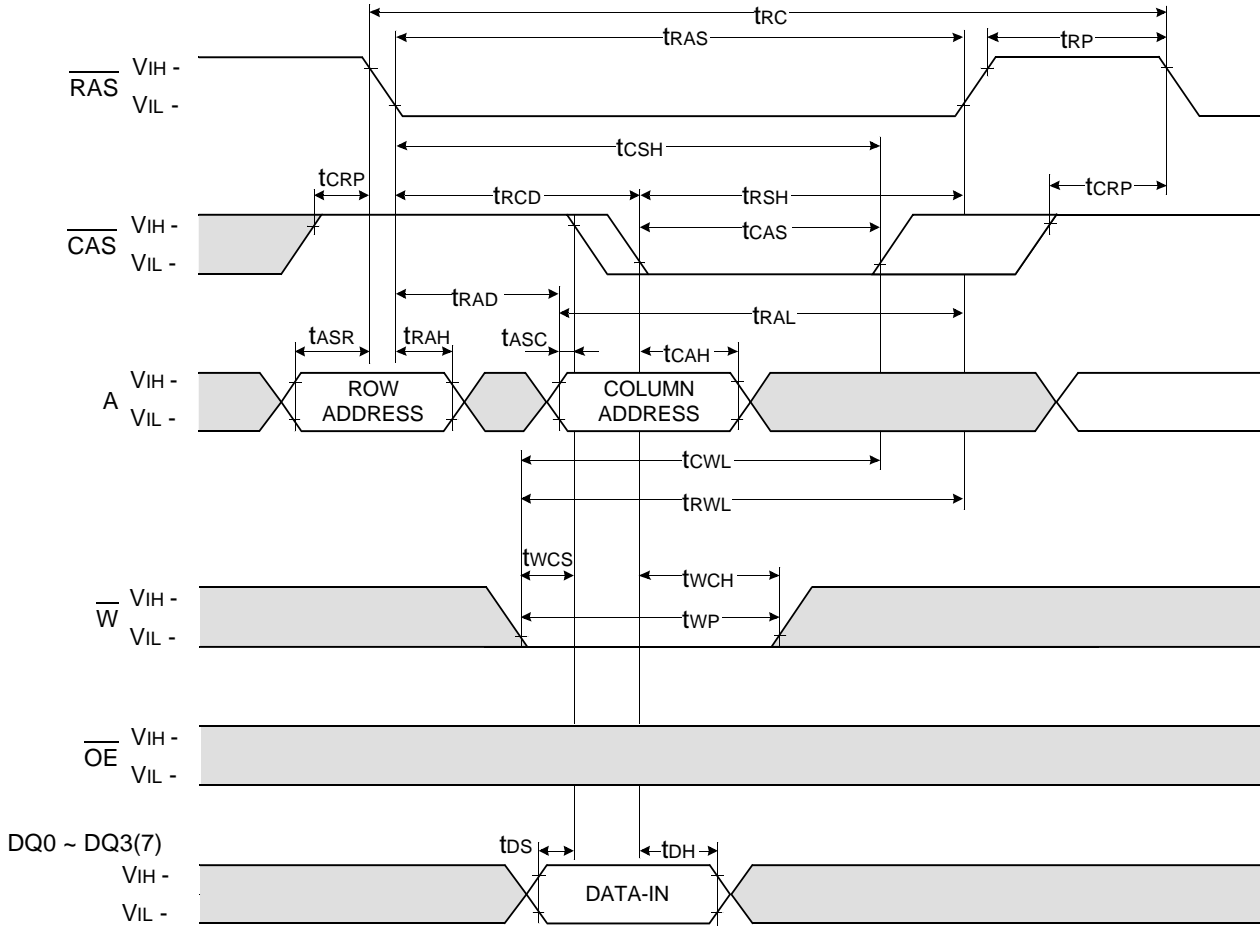 tRC
tRAS
tRP
RAS
VIH -
VIL -
tCSH
tCRP
tRCD
tRSH
tCRP
CAS
VIH -
VIL -
tCAS
tRAD
tRAL
tASR
tRAH
tASC
tCAH
A
VIH -
VIL -
ROW
ADDRESS
COLUMN
ADDRESS
tCWL
tRWL
tWCS
tWCH
W
VIH -
VIL -
tWP
OE
VIH -
VIL -
DQ0 ~ DQ3(7)
VIH -
VIL -
tDS
tDH
DATA-IN